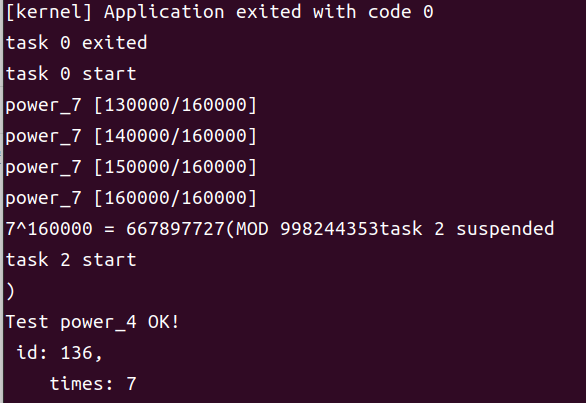 [kernel] Application exited with code 0
task 0 exited
task 0 start
power_7 [130000/160000]
power_7 [140000/160000]
power_7 [150000/160000]
power_7 [160000/160000]
7^160000 = 667897727(MOD 998244353task 2 suspended
task 2 start
)
Test power_4 OK!
 id: 136,
    times: 7